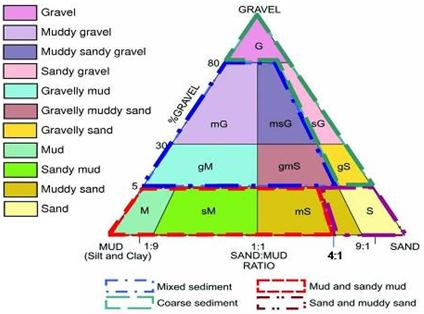 GRAVEL
Gravel
Muddy gravel
Muddy sandy gravel
Sandy gravel
Gravelly mud
Gravelly muddy sand
Gravelly sand
Mud
Sandy mud
Muddy sand
Sand
%GRAVEL
G
80
mG
msG
sG
30
gM
gmS
gS
5
M
sM
mS
S
MUD
(Silt and Clay)
1:9
1:1
SAND:MUD
RATIO
4:1
9:1
SAND
Mixed sediment
Coarse sediment
Mud and sandy mud
Sand and muddy sand